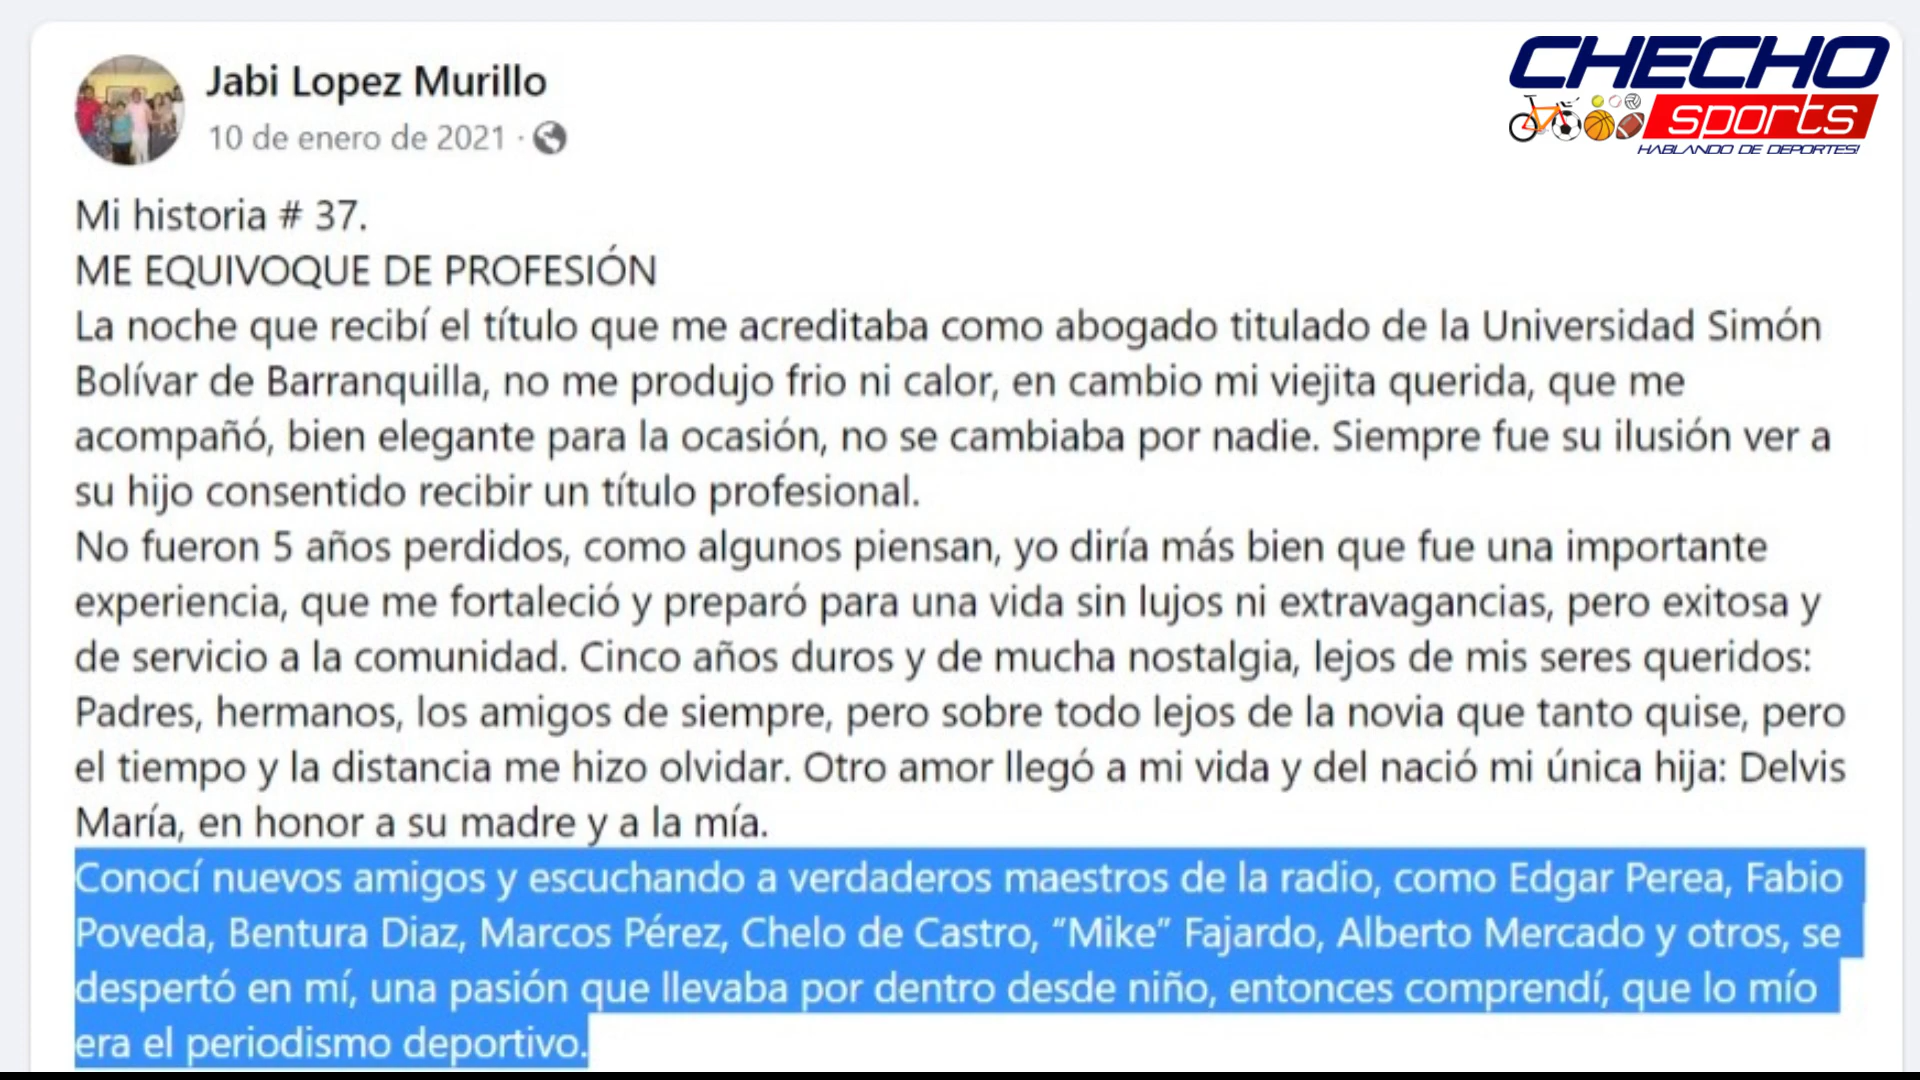 Jabi Lopez Murillo
10 de enero de 2021 ·
CHECHO
sports
HABLANDO DE DEPORTES!
Mi historia # 37.
ME EQUIVOQUE DE PROFESIÓN
La noche que recibí el título que me acreditaba como abogado titulado de la Universidad Simón
Bolívar de Barranquilla, no me produjo frio ni calor, en cambio mi viejita querida, que me
acompañó, bien elegante para la ocasión, no se cambiaba por nadie. Siempre fue su ilusión ver a
su hijo consentido recibir un título profesional.
No fueron 5 años perdidos, como algunos piensan, yo diría más bien que fue una importante
experiencia, que me fortaleció y preparó para una vida sin lujos ni extravagancias, pero exitosa y
de servicio a la comunidad. Cinco años duros y de mucha nostalgia, lejos de mis seres queridos:
Padres, hermanos, los amigos de siempre, pero sobre todo lejos de la novia que tanto quise, pero
el tiempo y la distancia me hizo olvidar. Otro amor llegó a mi vida y del nació mi única hija: Delvis
María, en honor a su madre y a la mía.
Conocí nuevos amigos y escuchando a verdaderos maestros de la radio, como Edgar Perea, Fabio
Poveda, Bentura Diaz, Marcos Pérez, Chelo de Castro, “Mike” Fajardo, Alberto Mercado y otros, se
despertó en mí, una pasión que llevaba por dentro desde niño, entonces comprendí, que lo mío
era el periodismo deportivo.